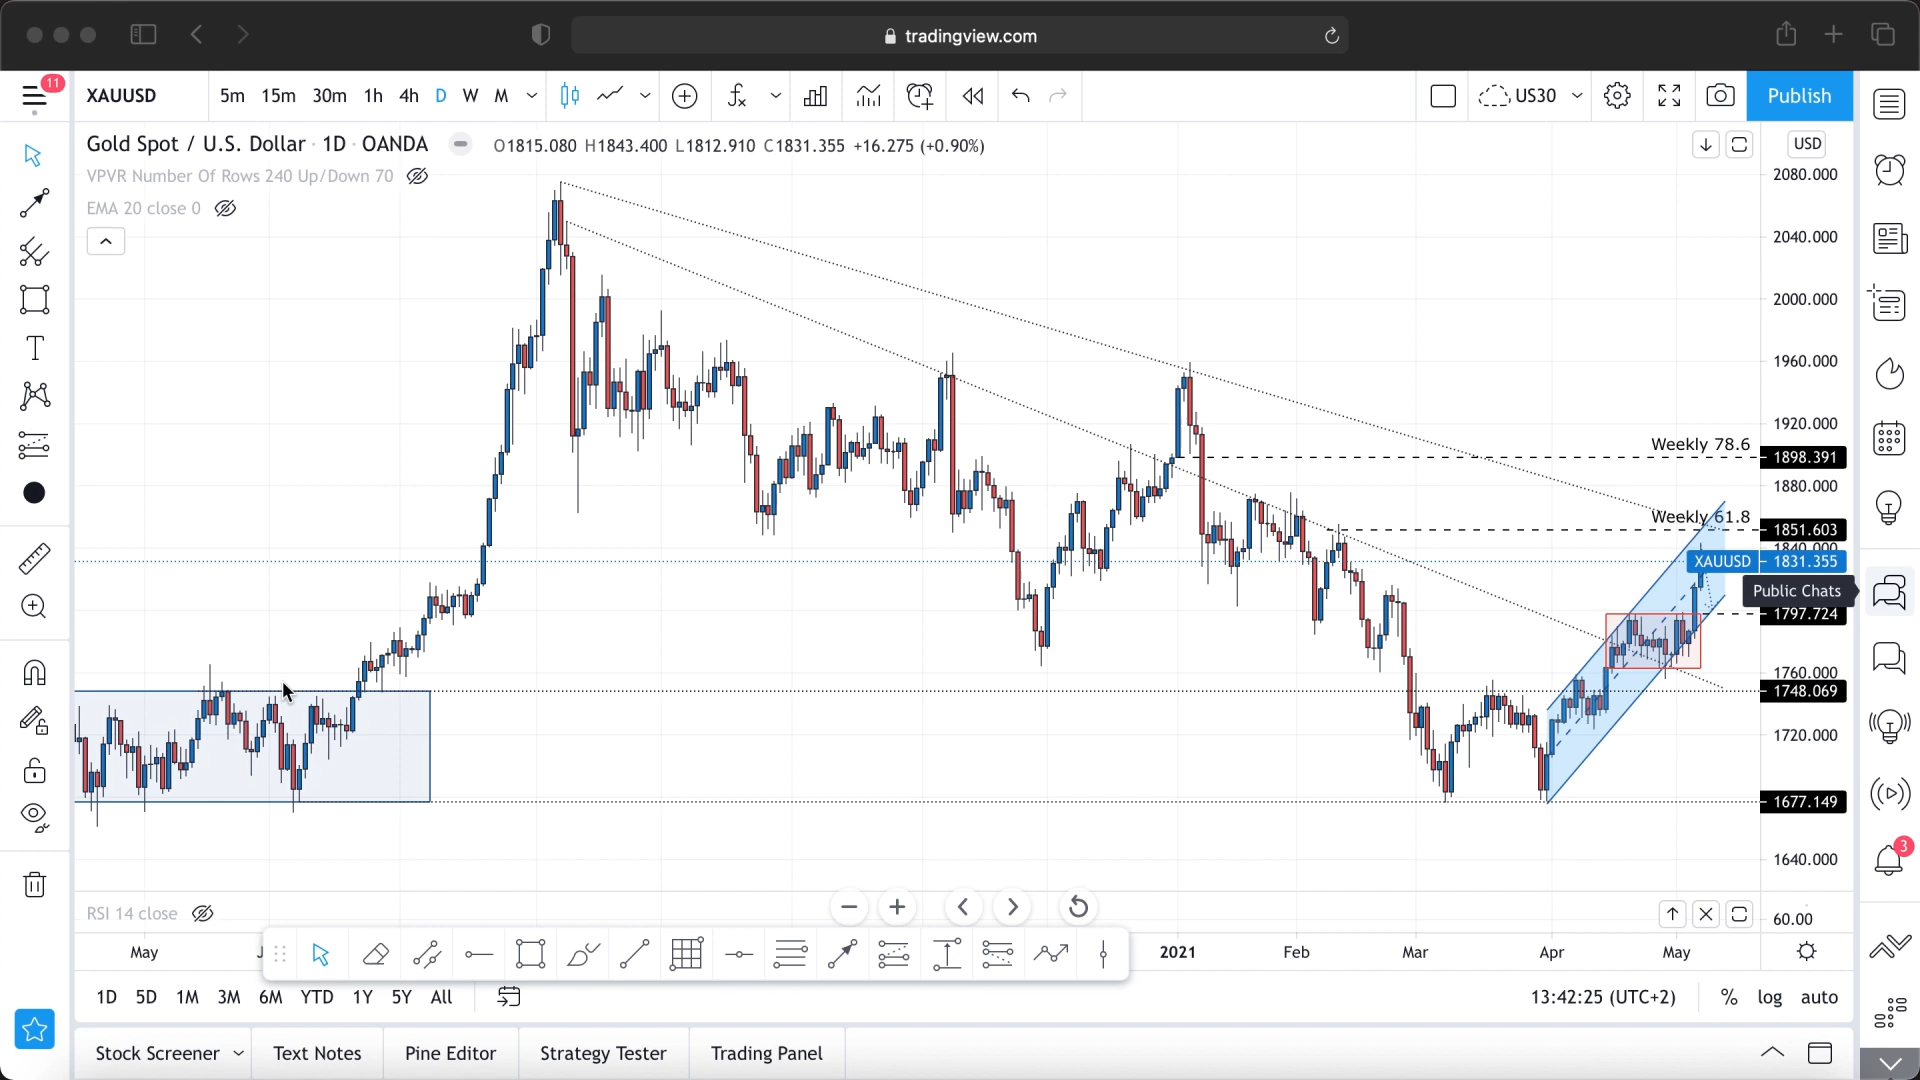 tradingview.com
11
XAUUSD 5m 15m 30m 1h 4h D W M US30 Publish
Gold Spot / U.S. Dollar · 1D · OANDA O1815.080 H1843.400 L1812.910 C1831.355 +16.275 (+0.90%) USD
VPVR Number Of Rows 240 Up/Down 70
EMA 20 close 0
2080.000
2040.000
2000.000
1960.000
1920.000
Weekly 78.6 1898.391
1880.000
Weekly 61.8 1851.603
1840.000
XAUUSD 1831.355
Public Chats
1797.724
1760.000
1748.069
1720.000
1677.149
1640.000
3
RSI 14 close 60.00
May 2021 Feb Mar Apr May
1D 5D 1M 3M 6M YTD 1Y 5Y All 13:42:25 (UTC+2) % log auto
Stock Screener Text Notes Pine Editor Strategy Tester Trading Panel